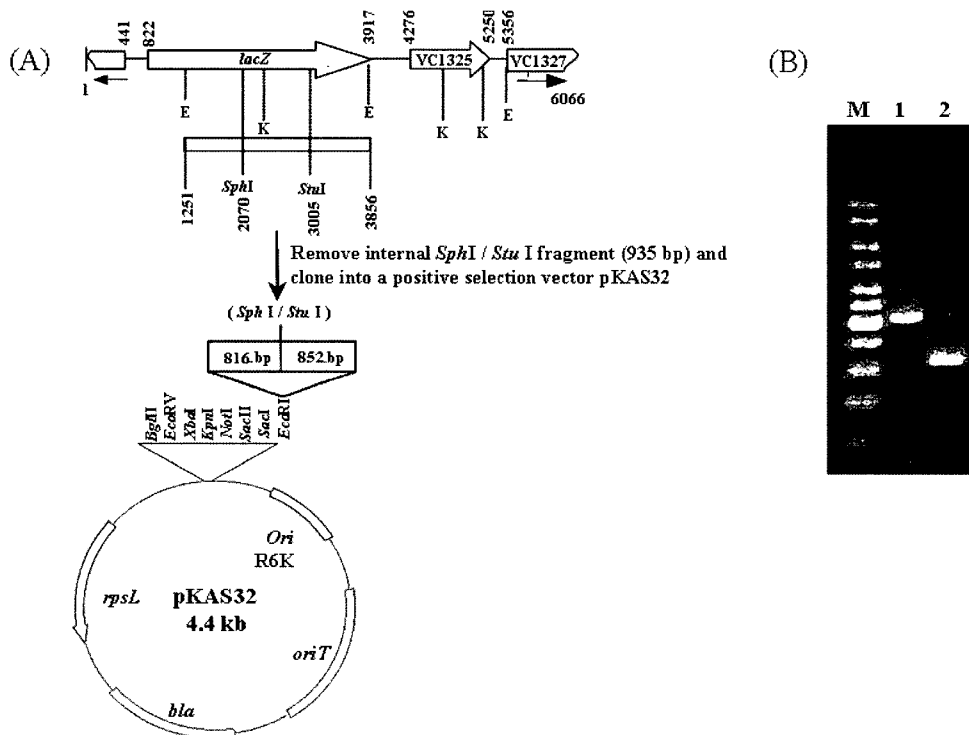 (A)
441
822
3917
4276
5250
5356
lacZ
VC1325
VC1327
1
6066
E
K
E
K
K
E
SphI
StuI
1251
2070
3005
3856
Remove internal SphI / Stu I fragment (935 bp) and
clone into a positive selection vector pKAS32
(Sph I / Stu I)
816.bp
852.bp
BglII
EcoRV
XbaI
KpnI
NotI
SacII
SacI
EcoRI
Ori
R6K
rpsL
pKAS32
4.4 kb
oriT
bla
(B)
M 1 2